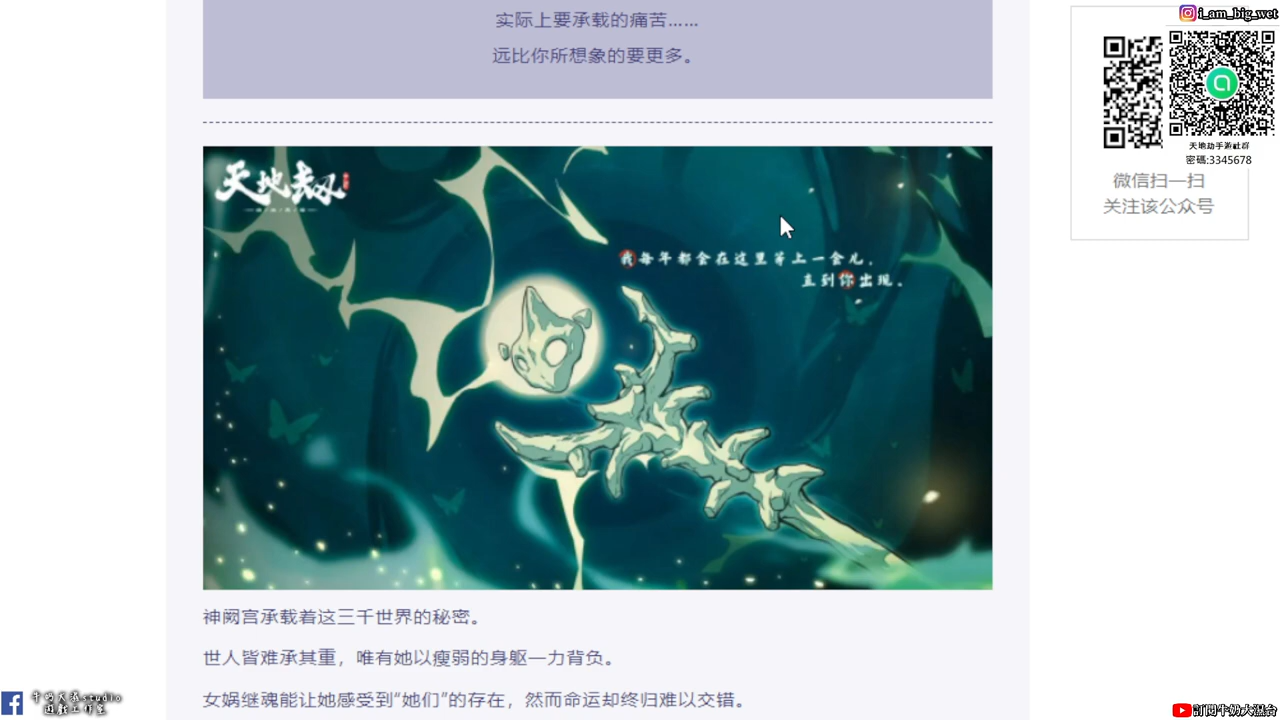 实际上要承载的痛苦……
远比你所想象的要更多。
i_am_big_wet
天地劫手游社群
密碼:3345678
微信扫一扫
关注该公众号
天地劫
我每年都会在这里等上一会儿，
直到你出现。
神阙宫承载着这三千世界的秘密。
世人皆难承其重，唯有她以瘦弱的身躯一力背负。
女娲继魂能让她感受到“她们”的存在，然而命运却终归难以交错。
牛奶大濕studio
遊戲工作室
訂閱牛奶大濕台